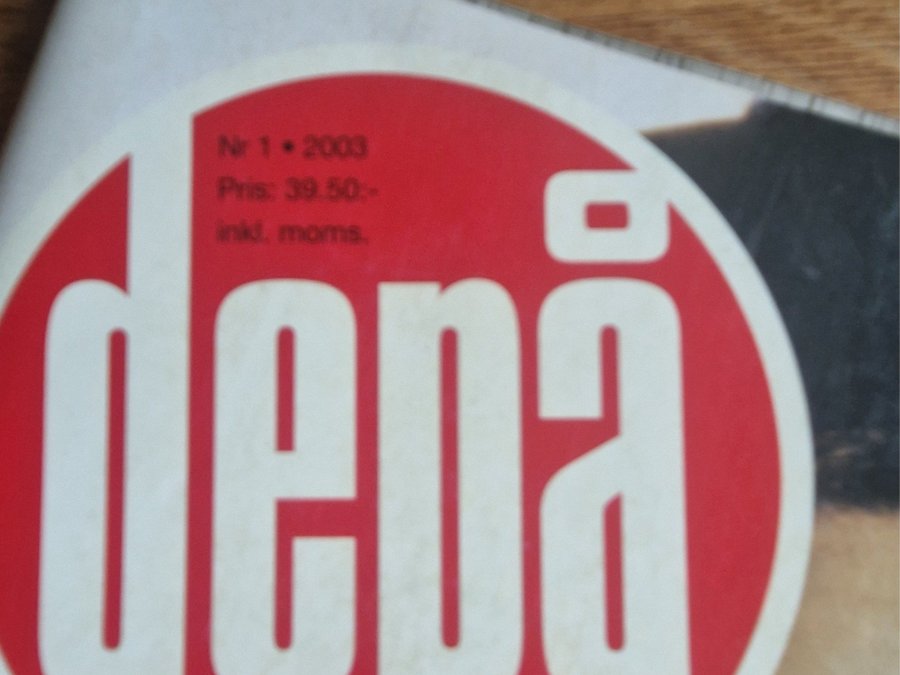 Nr 1 • 2003
Pris: 39.50:-
inkl. moms.
depå